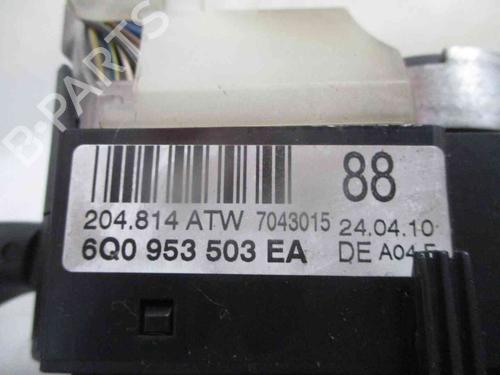 B-PARTS
88
204.814 ATW 7043015 24.04.10
6Q0 953 503 EA DE A04